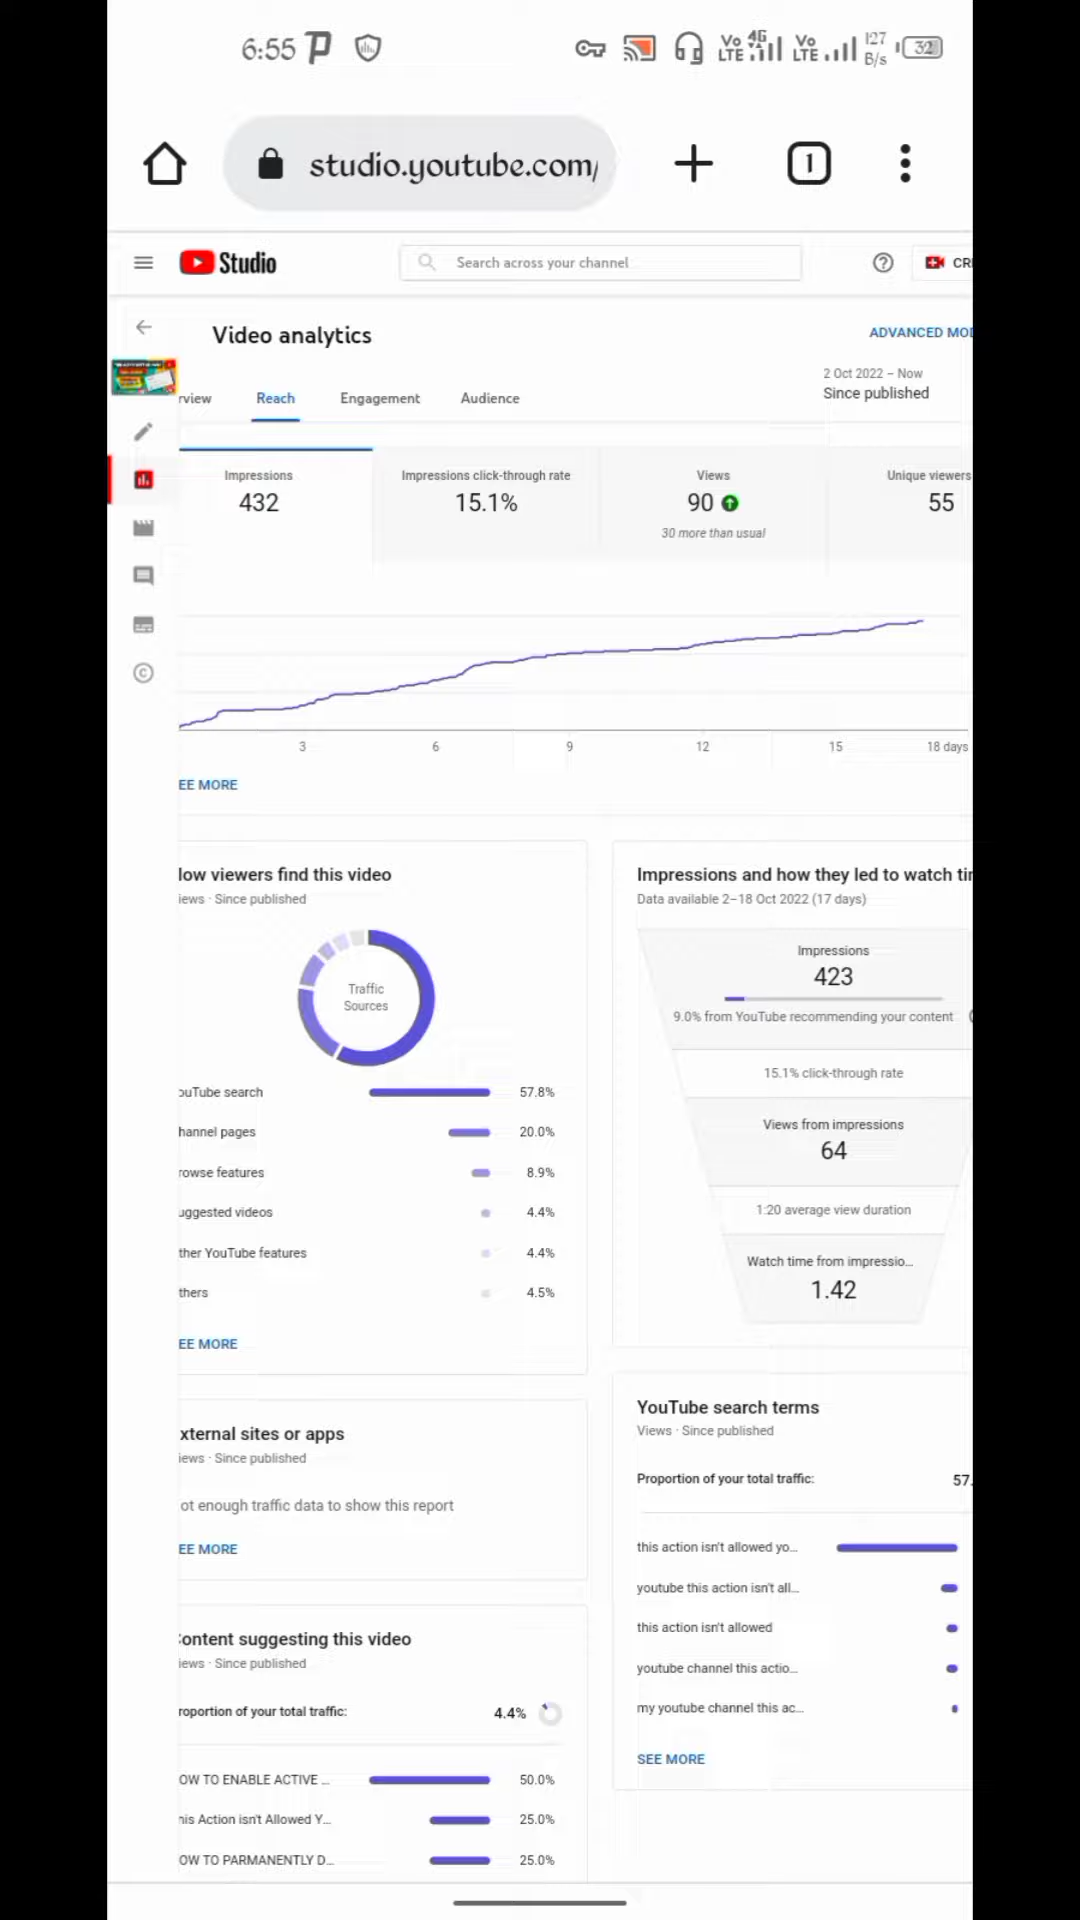 6:55
Vo LTE 4G Vo LTE 127 B/s 32
studio.youtube.com/
1
Studio
Search across your channel
CR
Video analytics
ADVANCED MO
2 Oct 2022 – Now
Since published
rview Reach Engagement Audience
Impressions
432
Impressions click-through rate
15.1%
Views
90
30 more than usual
Unique viewers
55
3 6 9 12 15 18 days
EE MORE
low viewers find this video
iews · Since published
Traffic
Sources
ouTube search 57.8%
hannel pages 20.0%
rowse features 8.9%
uggested videos 4.4%
ther YouTube features 4.4%
thers 4.5%
EE MORE
Impressions and how they led to watch ti
Data available 2–18 Oct 2022 (17 days)
Impressions
423
9.0% from YouTube recommending your content
15.1% click-through rate
Views from impressions
64
1:20 average view duration
Watch time from impressio...
1.42
xternal sites or apps
iews · Since published
ot enough traffic data to show this report
EE MORE
YouTube search terms
Views · Since published
Proportion of your total traffic: 57.
this action isn't allowed yo...
youtube this action isn't all...
this action isn't allowed
youtube channel this actio...
my youtube channel this ac...
SEE MORE
ontent suggesting this video
iews · Since published
roportion of your total traffic: 4.4%
OW TO ENABLE ACTIVE ... 50.0%
his Action isn't Allowed Y... 25.0%
OW TO PARMANENTLY D... 25.0%